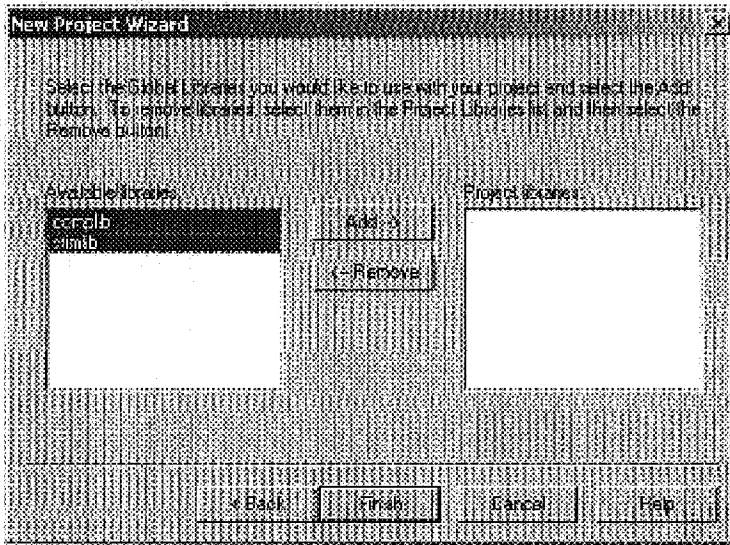 New Project Wizard
Select the Global Libraries you would like to use with your project and select the Add
button. To remove libraries, select them in the Project Libraries list and then select the
Remove button.
Available libraries
Project libraries
Add ->
<- Remove
< Back
Finish
Cancel
Help